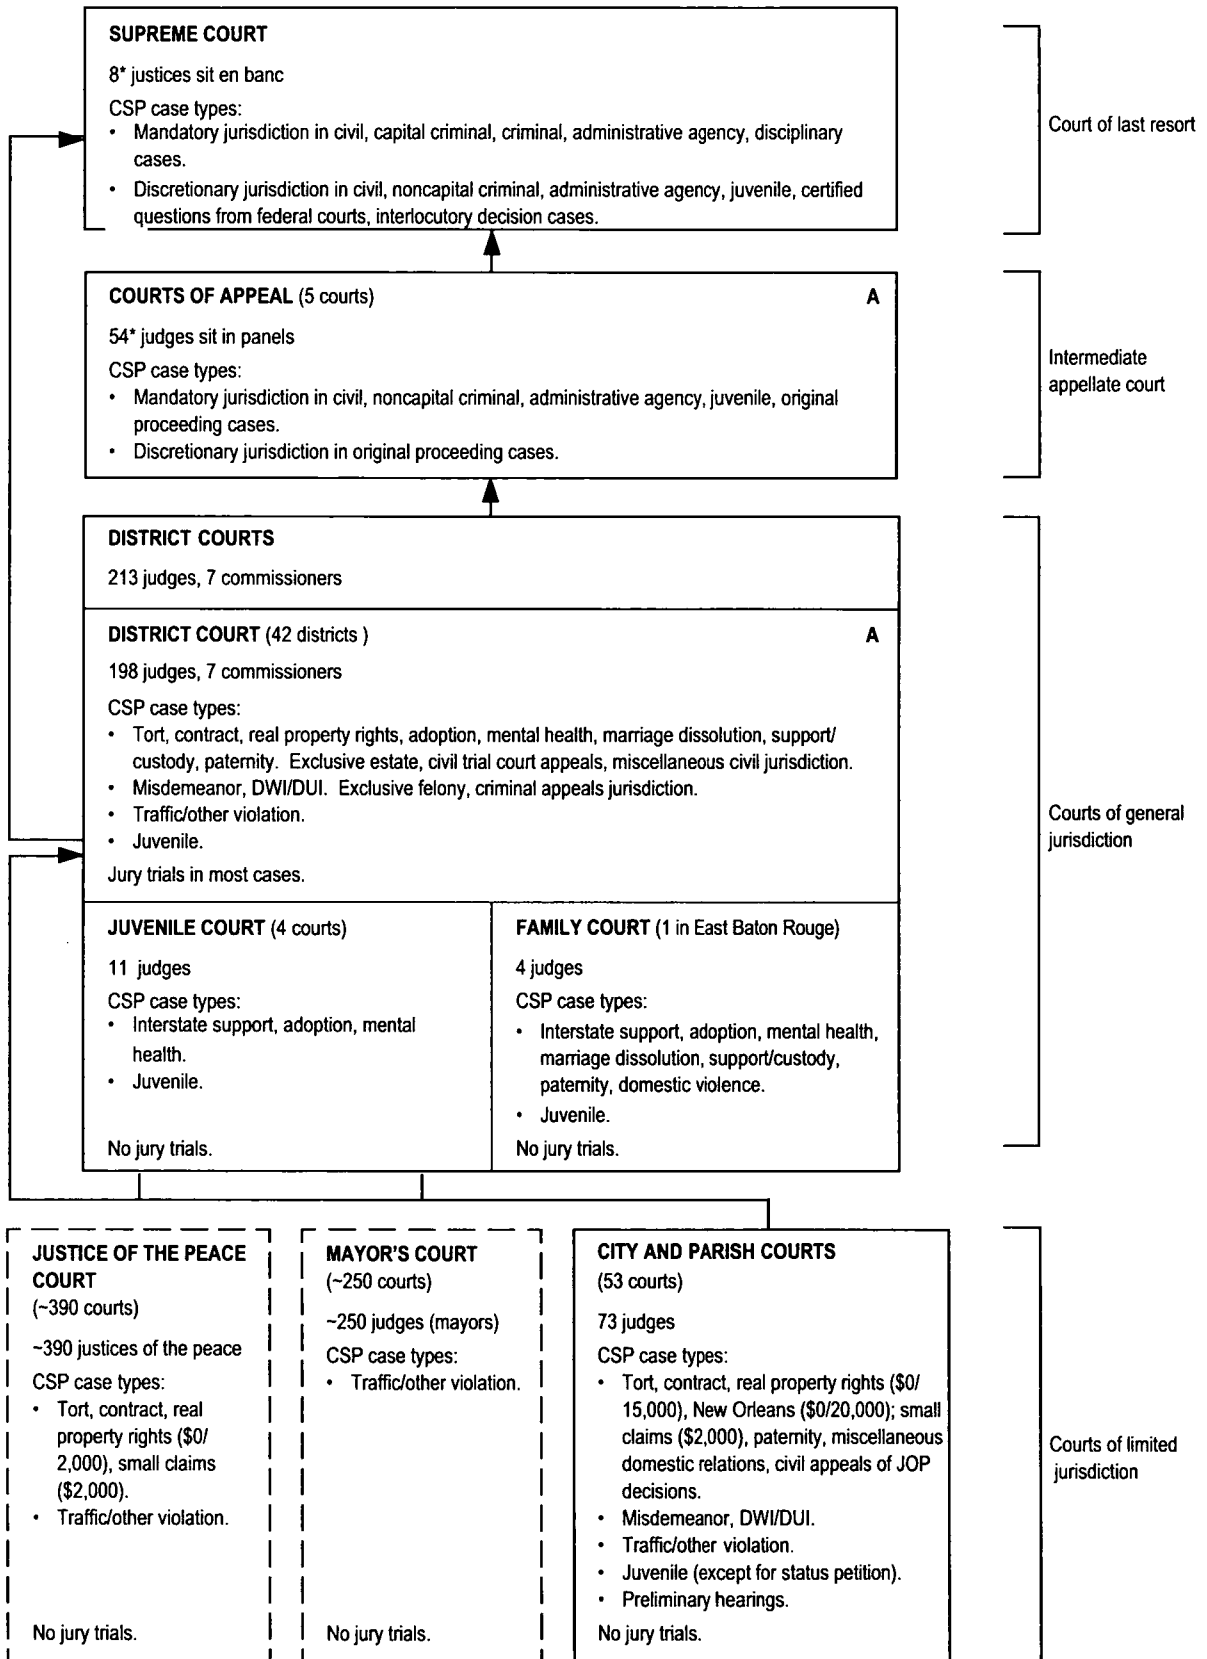 SUPREME COURT
8* justices sit en banc
CSP case types:
• Mandatory jurisdiction in civil, capital criminal, criminal, administrative agency, disciplinary
cases.
• Discretionary jurisdiction in civil, noncapital criminal, administrative agency, juvenile, certified
questions from federal courts, interlocutory decision cases.
Court of last resort
COURTS OF APPEAL (5 courts) A
54* judges sit in panels
CSP case types:
• Mandatory jurisdiction in civil, noncapital criminal, administrative agency, juvenile, original
proceeding cases.
• Discretionary jurisdiction in original proceeding cases.
Intermediate
appellate court
DISTRICT COURTS
213 judges, 7 commissioners
DISTRICT COURT (42 districts ) A
198 judges, 7 commissioners
CSP case types:
• Tort, contract, real property rights, adoption, mental health, marriage dissolution, support/
custody, paternity. Exclusive estate, civil trial court appeals, miscellaneous civil jurisdiction.
• Misdemeanor, DWI/DUI. Exclusive felony, criminal appeals jurisdiction.
• Traffic/other violation.
• Juvenile.
Jury trials in most cases.
JUVENILE COURT (4 courts)
11 judges
CSP case types:
• Interstate support, adoption, mental
health.
• Juvenile.
No jury trials.
FAMILY COURT (1 in East Baton Rouge)
4 judges
CSP case types:
• Interstate support, adoption, mental health,
marriage dissolution, support/custody,
paternity, domestic violence.
• Juvenile.
No jury trials.
Courts of general
jurisdiction
JUSTICE OF THE PEACE
COURT
(~390 courts)
~390 justices of the peace
CSP case types:
• Tort, contract, real
property rights ($0/
2,000), small claims
($2,000).
• Traffic/other violation.
No jury trials.
MAYOR'S COURT
(~250 courts)
~250 judges (mayors)
CSP case types:
• Traffic/other violation.
No jury trials.
CITY AND PARISH COURTS
(53 courts)
73 judges
CSP case types:
• Tort, contract, real property rights ($0/
15,000), New Orleans ($0/20,000); small
claims ($2,000), paternity, miscellaneous
domestic relations, civil appeals of JOP
decisions.
• Misdemeanor, DWI/DUI.
• Traffic/other violation.
• Juvenile (except for status petition).
• Preliminary hearings.
No jury trials.
Courts of limited
jurisdiction